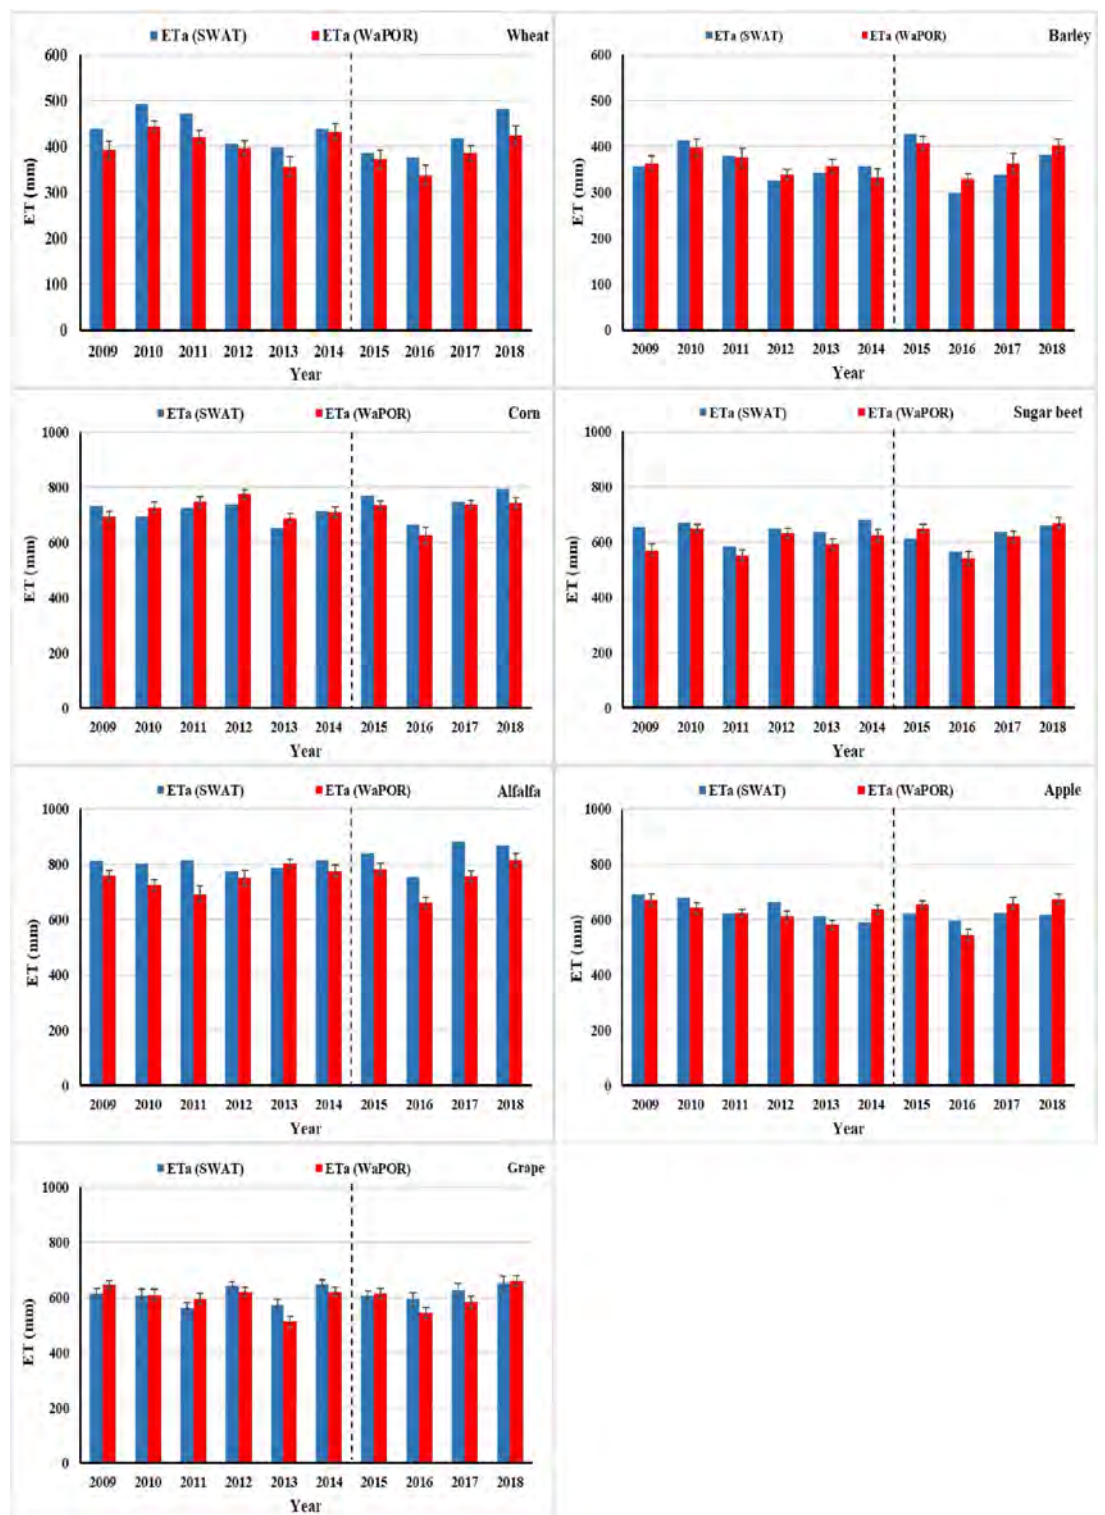 ETa (SWAT) ETa (WaPOR) Wheat
600
500
400
300
200
100
0
ET (mm)
2009 2010 2011 2012 2013 2014 2015 2016 2017 2018
Year
ETa (SWAT) ETa (WaPOR) Barley
600
500
400
300
200
100
0
ET (mm)
2009 2010 2011 2012 2013 2014 2015 2016 2017 2018
Year
ETa (SWAT) ETa (WaPOR) Corn
1000
800
600
400
200
0
ET (mm)
2009 2010 2011 2012 2013 2014 2015 2016 2017 2018
Year
ETa (SWAT) ETa (WaPOR) Sugar beet
1000
800
600
400
200
0
ET (mm)
2009 2010 2011 2012 2013 2014 2015 2016 2017 2018
Year
ETa (SWAT) ETa (WaPOR) Alfalfa
1000
800
600
400
200
0
ET (mm)
2009 2010 2011 2012 2013 2014 2015 2016 2017 2018
Year
ETa (SWAT) ETa (WaPOR) Apple
1000
800
600
400
200
0
ET (mm)
2009 2010 2011 2012 2013 2014 2015 2016 2017 2018
Year
ETa (SWAT) ETa (WaPOR) Grape
1000
800
600
400
200
0
ET (mm)
2009 2010 2011 2012 2013 2014 2015 2016 2017 2018
Year